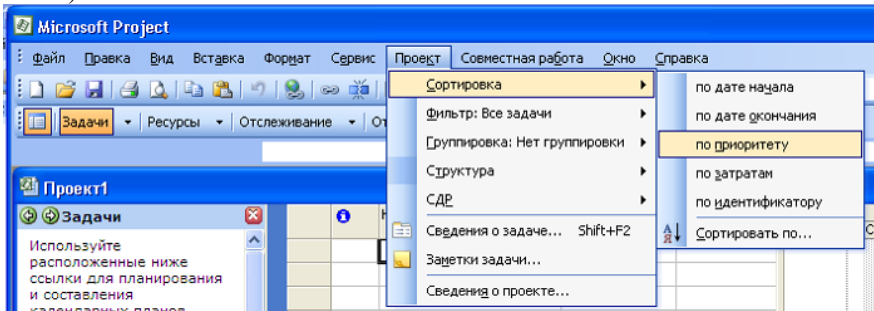 Microsoft Project
Файл Правка Вид Вставка Формат Сервис Проект Совместная работа Окно Справка
Задачи Ресурсы Отслеживание
Сортировка
Фильтр: Все задачи
Группировка: Нет группировки
Структура
СДР
Сведения о задаче... Shift+F2
Заметки задачи...
Сведения о проекте...
по дате начала
по дате окончания
по приоритету
по затратам
по идентификатору
Сортировать по...
Проект1
Задачи
Используйте
расположенные ниже
ссылки для планирования
и составления
календарных планов